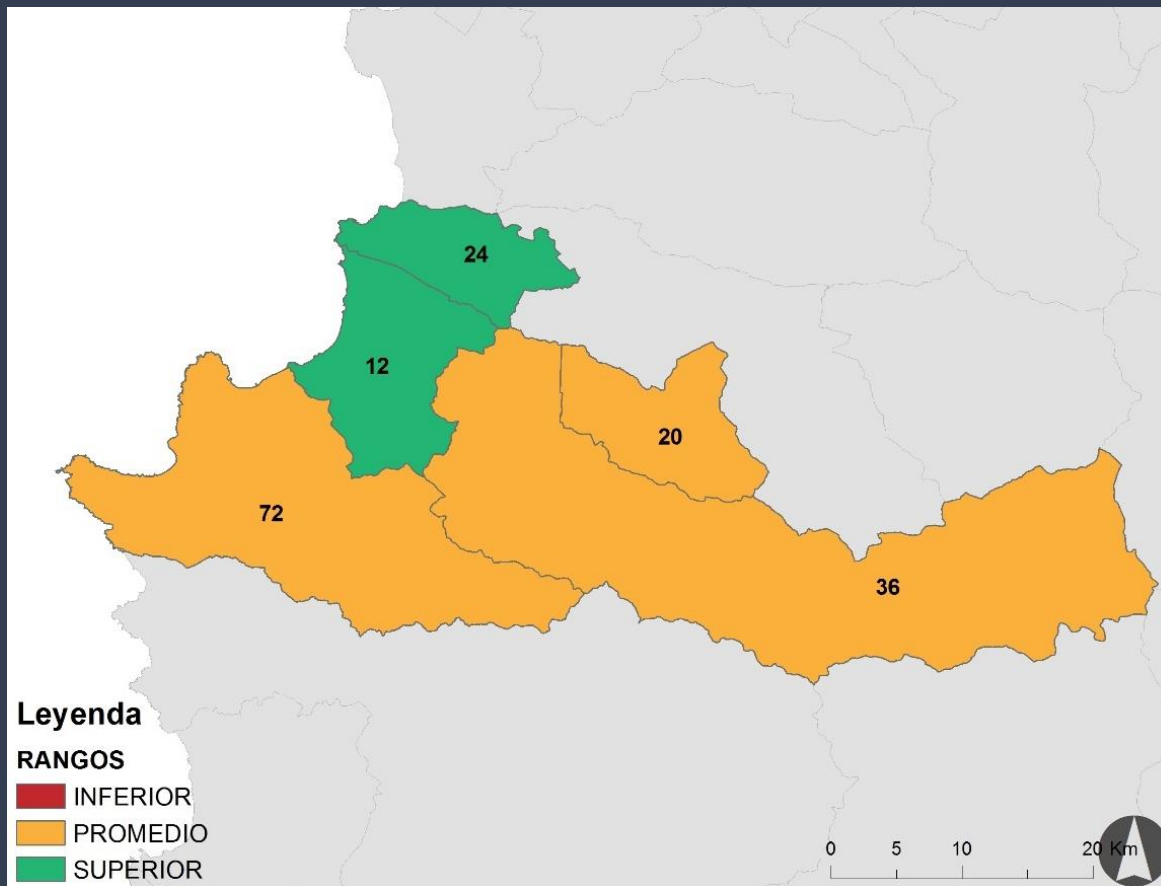 24
12
20
72
36
Leyenda
RANGOS
INFERIOR
PROMEDIO
SUPERIOR
0 5 10 20 Km